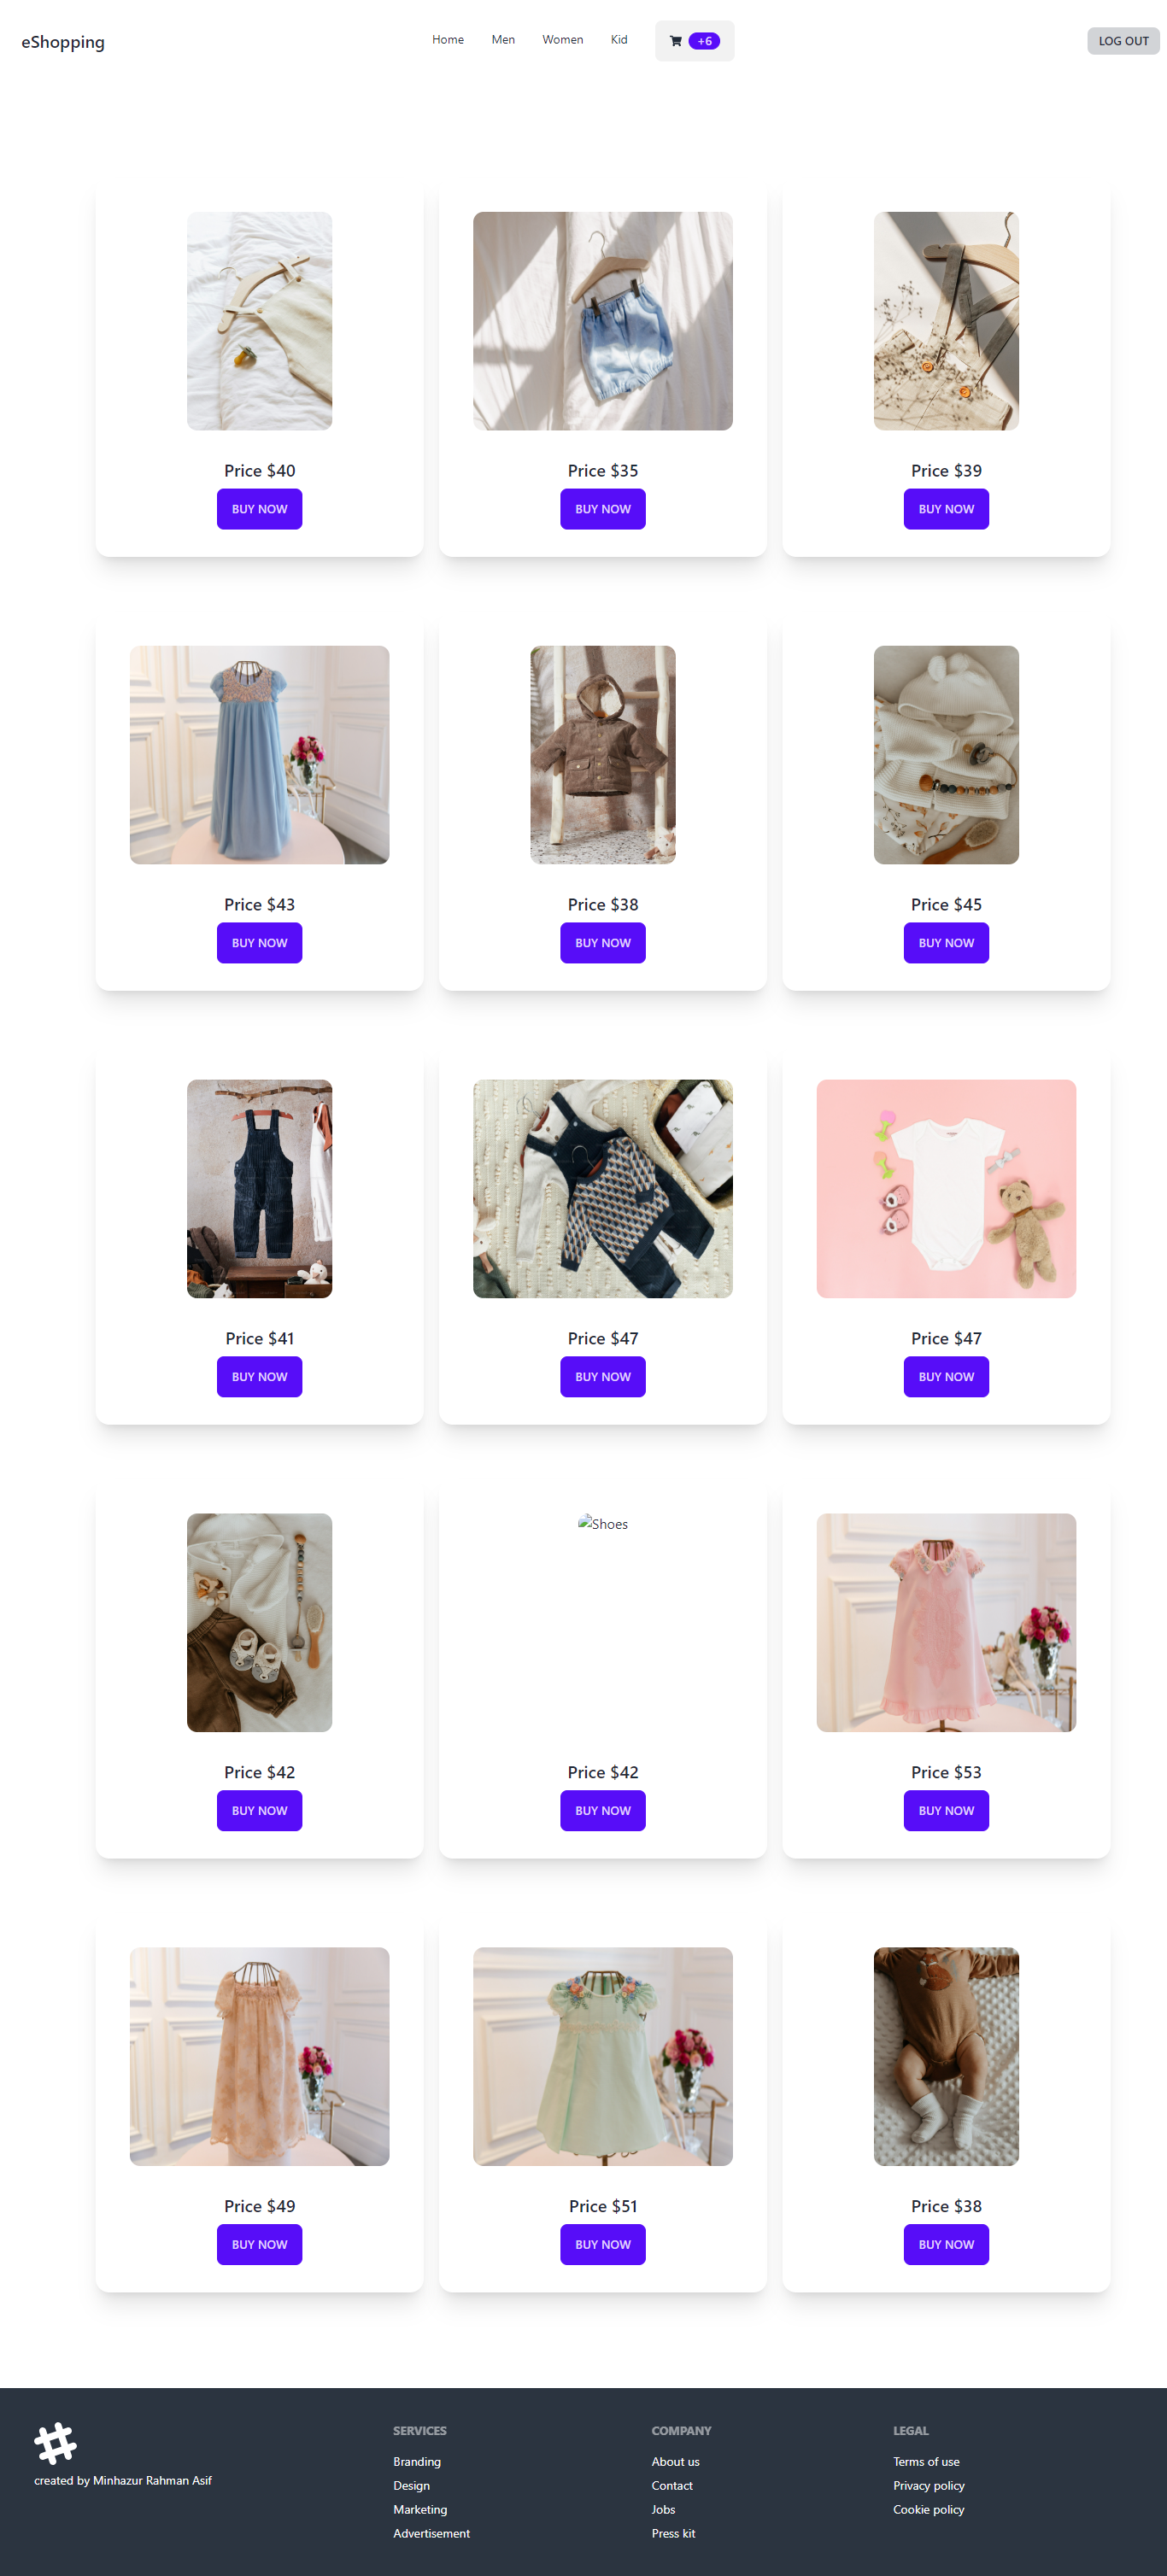 eShopping
Home Men Women Kid +6
LOG OUT
Price $40
BUY NOW
Price $35
BUY NOW
Price $39
BUY NOW
Price $43
BUY NOW
Price $38
BUY NOW
Price $45
BUY NOW
Price $41
BUY NOW
Price $47
BUY NOW
Price $47
BUY NOW
Price $42
BUY NOW
Shoes
Price $42
BUY NOW
Price $53
BUY NOW
Price $49
BUY NOW
Price $51
BUY NOW
Price $38
BUY NOW
created by Minhazur Rahman Asif
SERVICES
Branding
Design
Marketing
Advertisement
COMPANY
About us
Contact
Jobs
Press kit
LEGAL
Terms of use
Privacy policy
Cookie policy